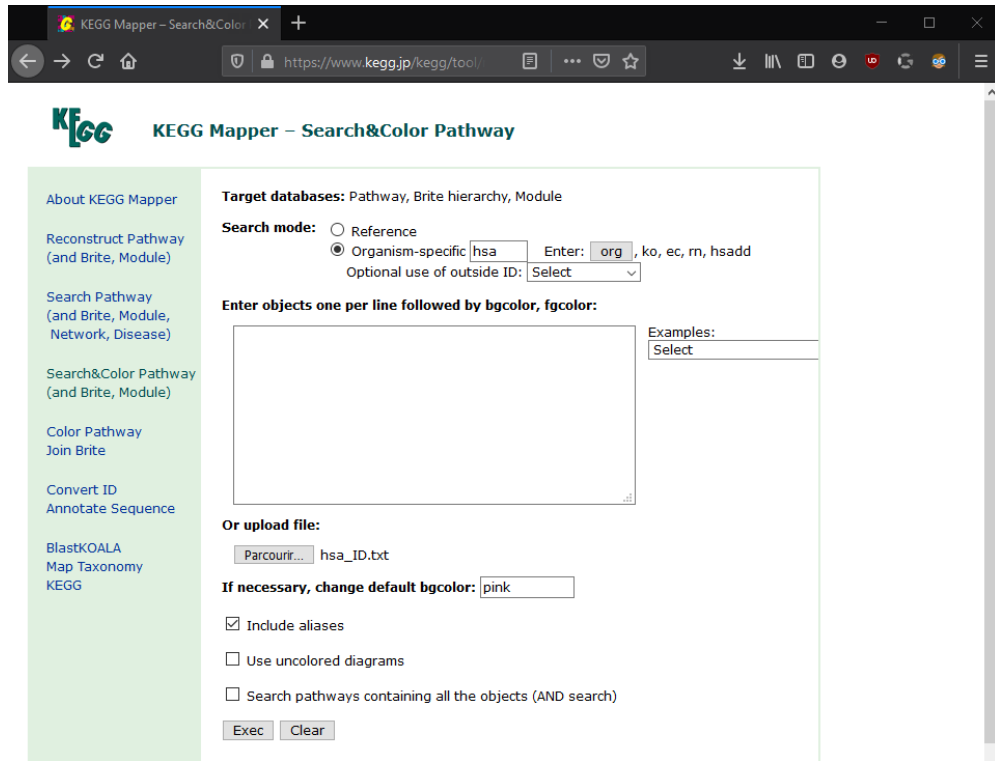 KEGG Mapper – Search&Color
https://www.kegg.jp/kegg/tool/
KEGG
KEGG Mapper – Search&Color Pathway
About KEGG Mapper
Reconstruct Pathway
(and Brite, Module)
Search Pathway
(and Brite, Module,
Network, Disease)
Search&Color Pathway
(and Brite, Module)
Color Pathway
Join Brite
Convert ID
Annotate Sequence
BlastKOALA
Map Taxonomy
KEGG
Target databases: Pathway, Brite hierarchy, Module
Search mode: Reference
Organism-specific hsa Enter: org , ko, ec, rn, hsadd
Optional use of outside ID: Select
Enter objects one per line followed by bgcolor, fgcolor:
Examples:
Select
Or upload file:
Parcourir... hsa_ID.txt
If necessary, change default bgcolor: pink
Include aliases
Use uncolored diagrams
Search pathways containing all the objects (AND search)
Exec Clear